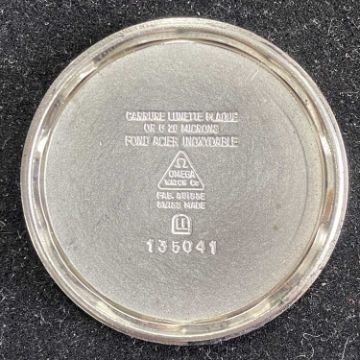 CARRURE LUNETTE PLAQUE
OR G 20 MICRONS
FOND ACIER INOXYDABLE
Ω
OMEGA
WATCH Co
FAB. SUISSE
SWISS MADE
135041